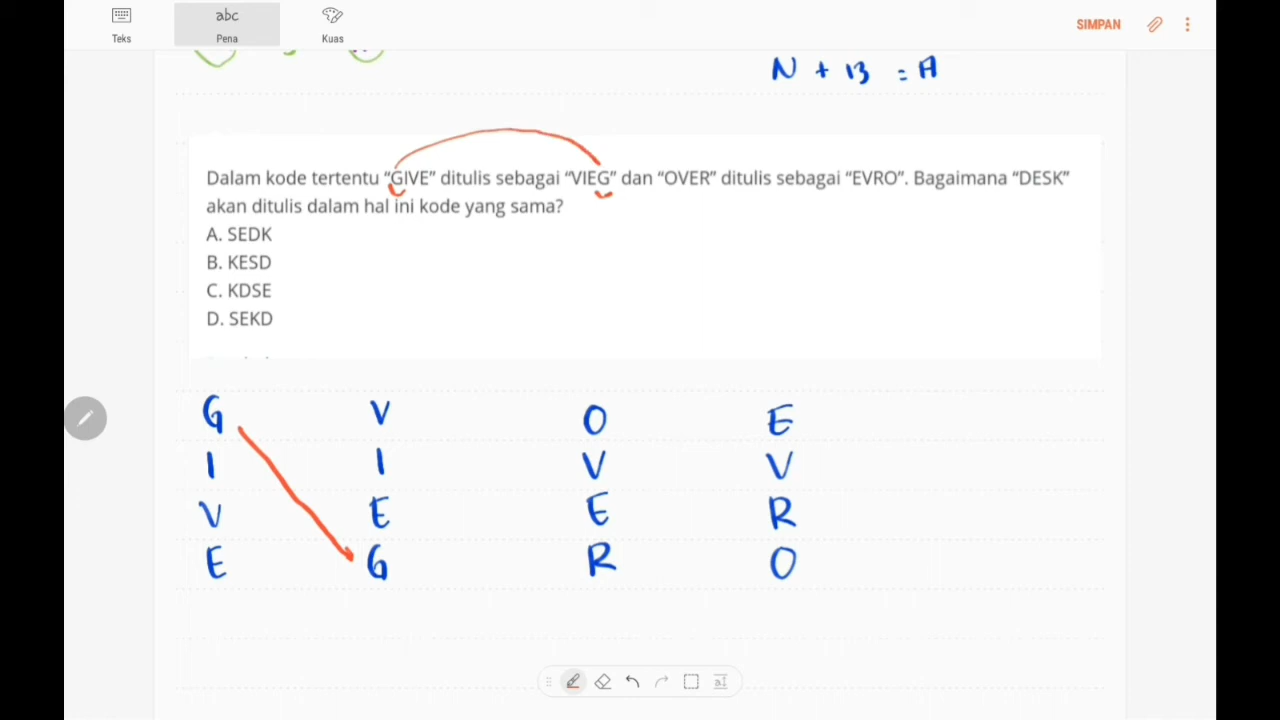 abc
SIMPAN
Teks
Pena
Kuas
N + 13 = A
Dalam kode tertentu “GIVE” ditulis sebagai “VIEG” dan “OVER” ditulis sebagai “EVRO”. Bagaimana “DESK”
akan ditulis dalam hal ini kode yang sama?
A. SEDK
B. KESD
C. KDSE
D. SEKD
G V O E
I I V V
V E E R
E G R O